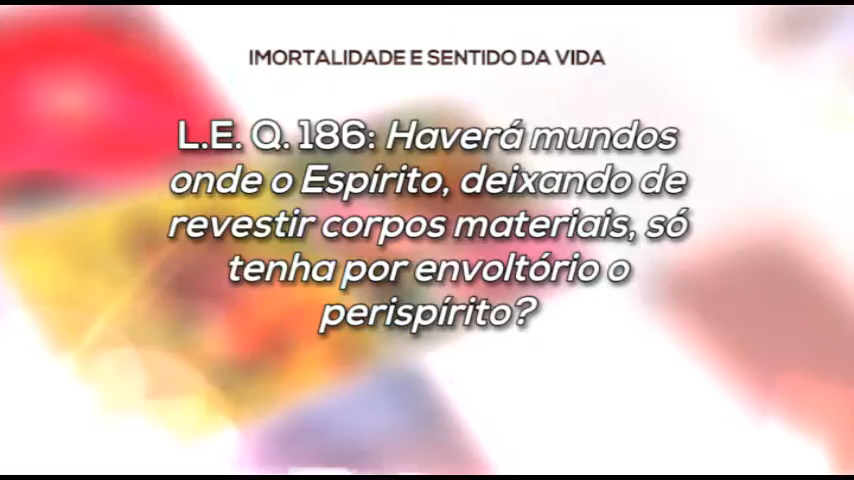 IMORTALIDADE E SENTIDO DA VIDA
L.E. Q. 186: Haverá mundos
onde o Espírito, deixando de
revestir corpos materiais, só
tenha por envoltório o
perispírito?